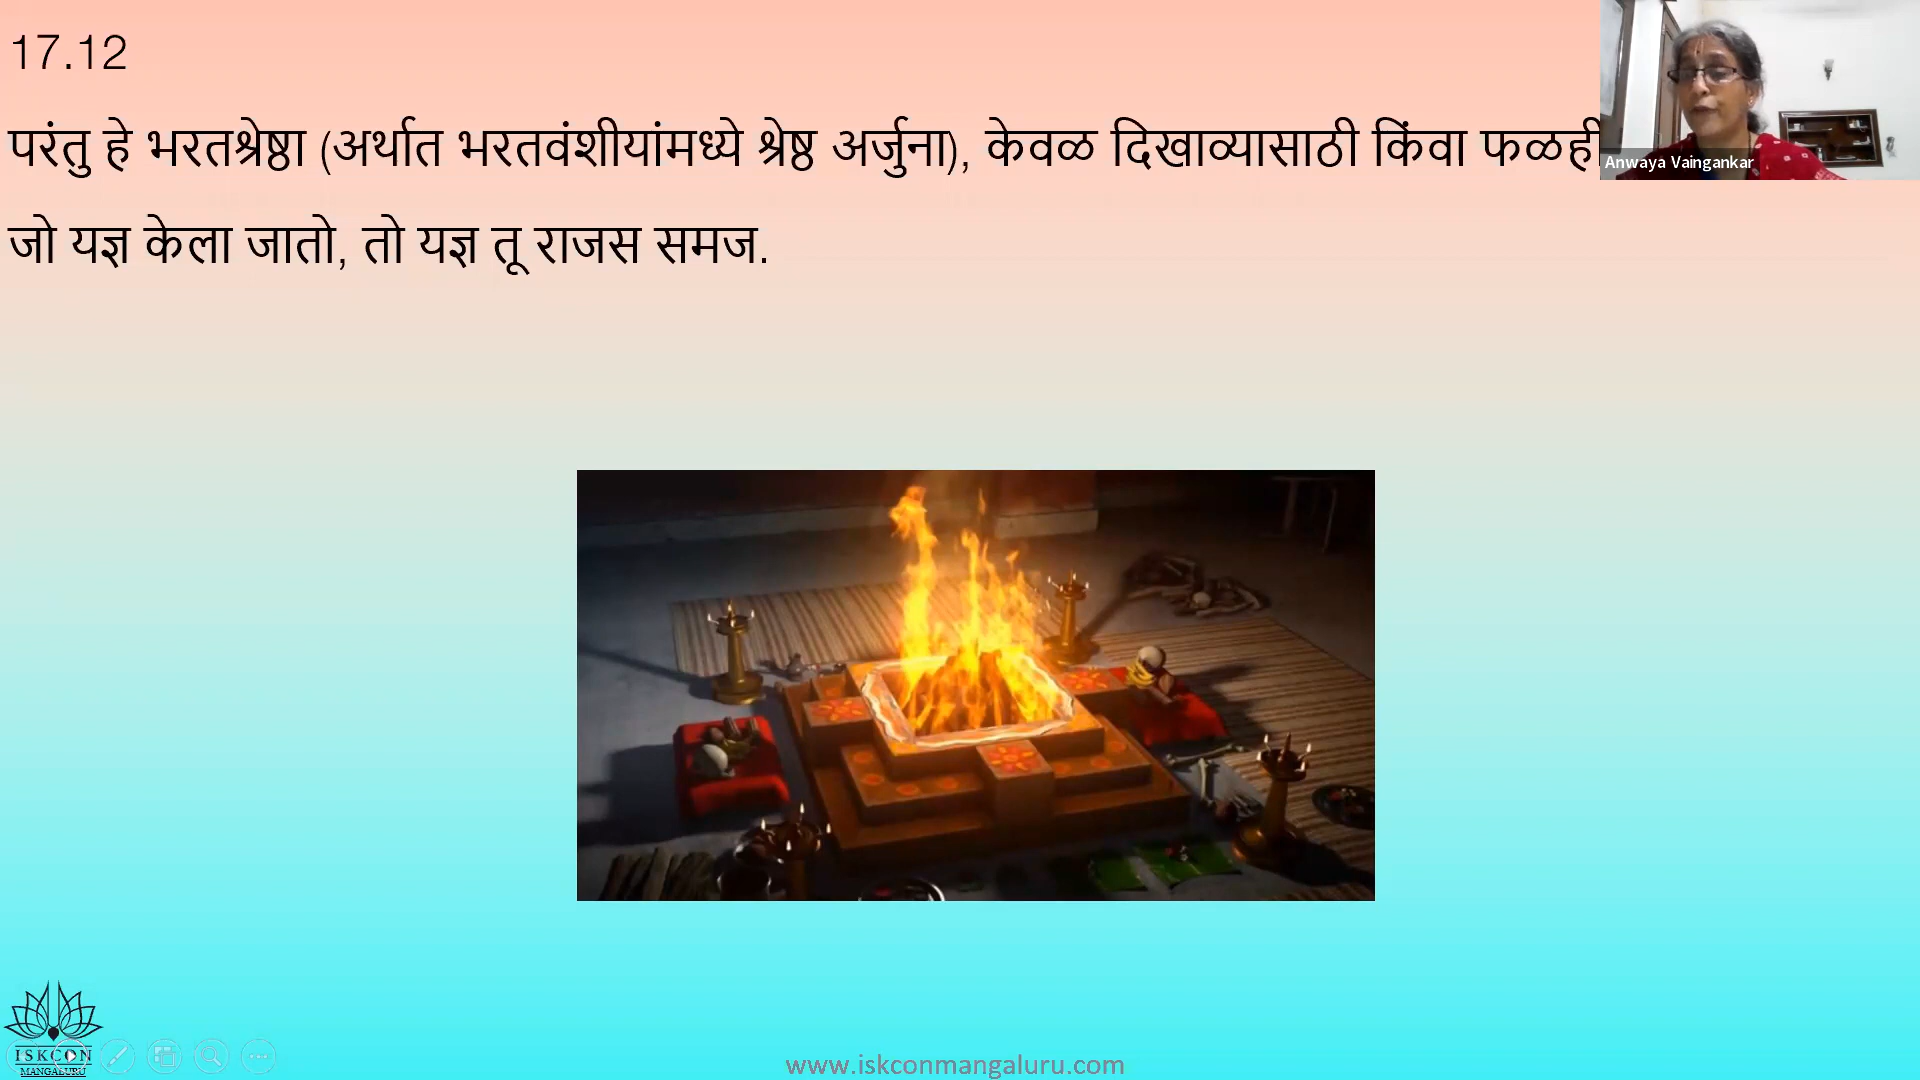 17.12
परंतु हे भरतश्रेष्ठा (अर्थात भरतवंशीयांमध्ये श्रेष्ठ अर्जुना), केवळ दिखाव्यासाठी किंवा
Anwaya Vaingankar
जो यज्ञ केला जातो, तो यज्ञ तू राजस समज.
ISKCON
MANGALURU
www.iskconmangaluru.com